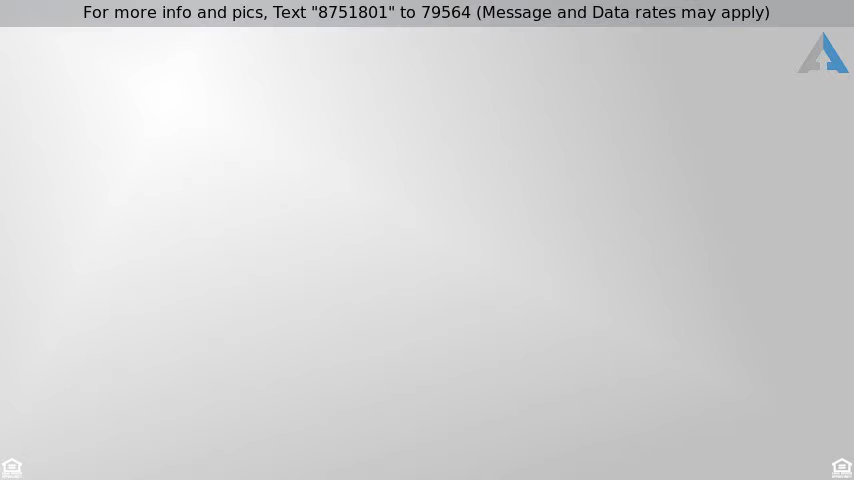 For more info and pics, Text "8751801" to 79564 (Message and Data rates may apply)